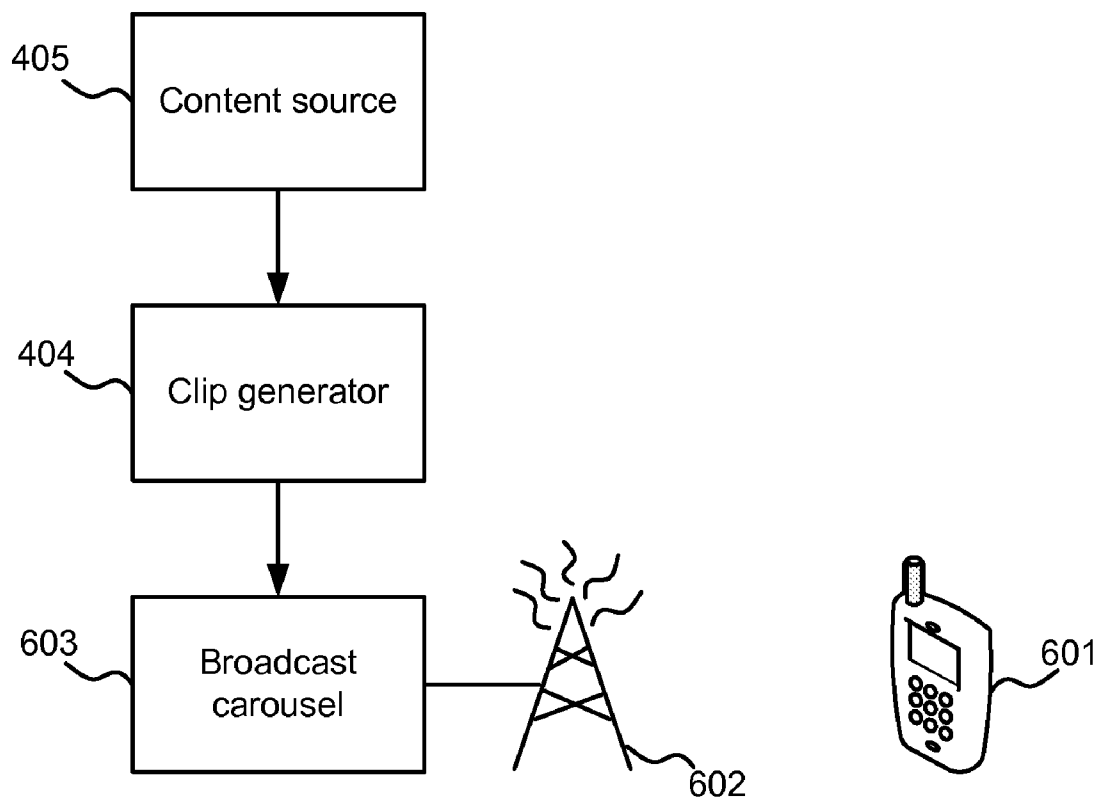 405
Content source
404
Clip generator
603
Broadcast
carousel
602
601